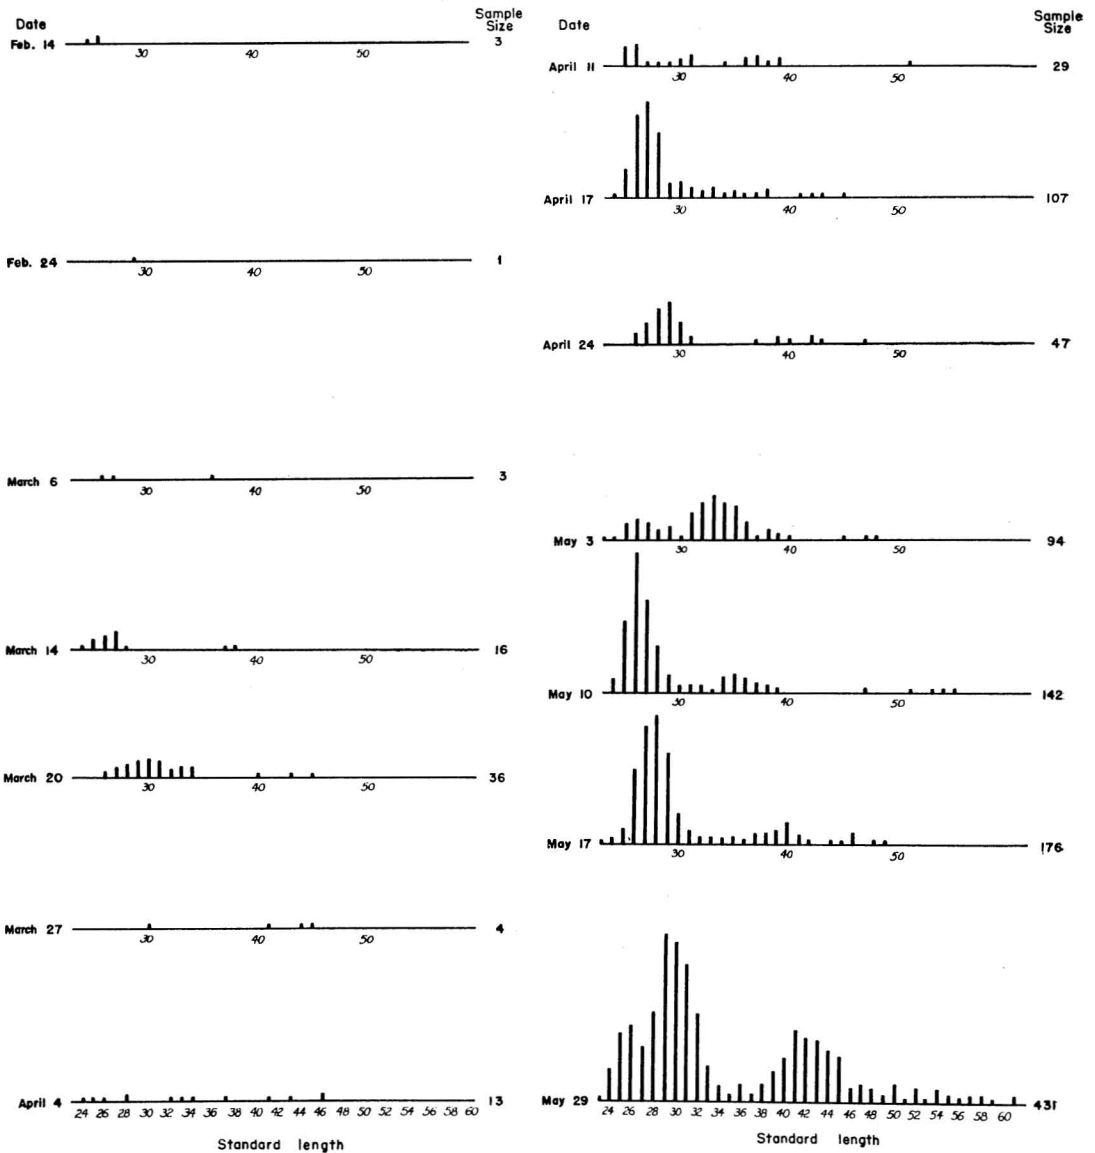 Date Sample Size
Feb. 14 3
30 40 50
Feb. 24 1
30 40 50
March 6 3
30 40 50
March 14 16
30 40 50
March 20 36
30 40 50
March 27 4
30 40 50
April 4 13
24 26 28 30 32 34 36 38 40 42 44 46 48 50 52 54 56 58 60
Standard length
Date Sample Size
April 11 29
30 40 50
April 17 107
30 40 50
April 24 47
30 40 50
May 3 94
30 40 50
May 10 142
30 40 50
May 17 176
30 40 50
May 29 431
24 26 28 30 32 34 36 38 40 42 44 46 48 50 52 54 56 58 60
Standard length